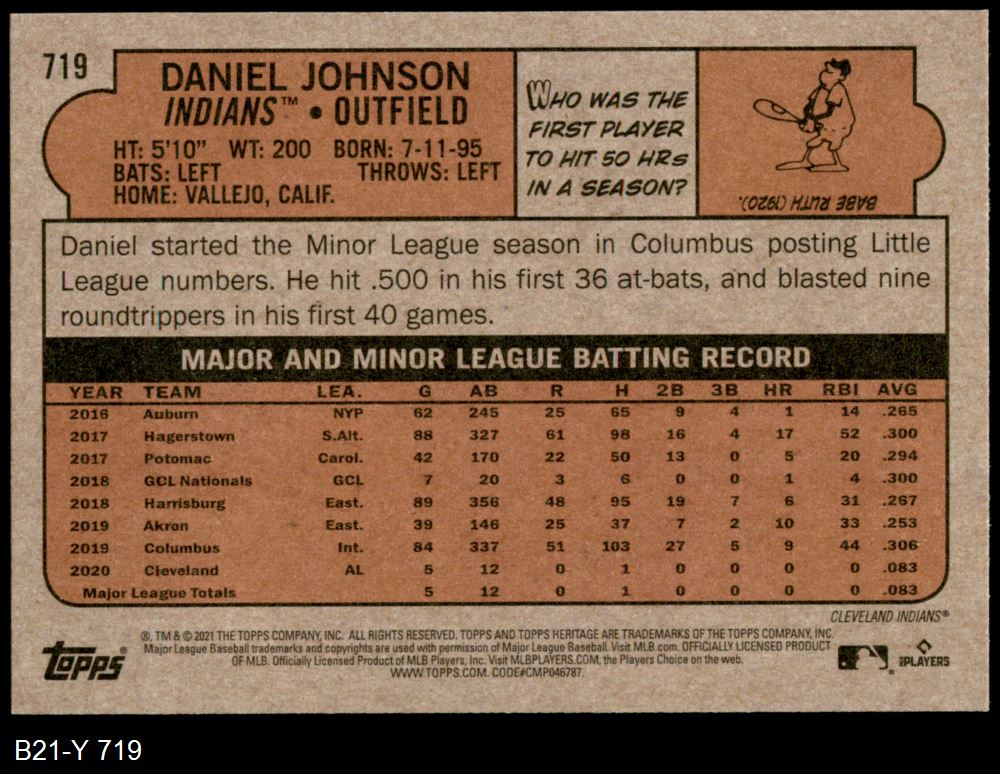 719
DANIEL JOHNSON
INDIANS™ • OUTFIELD
HT: 5'10" WT: 200 BORN: 7-11-95
BATS: LEFT THROWS: LEFT
HOME: VALLEJO, CALIF.
WHO WAS THE
FIRST PLAYER
TO HIT 50 HRs
IN A SEASON?
BABE RUTH (1920).
Daniel started the Minor League season in Columbus posting Little
League numbers. He hit .500 in his first 36 at-bats, and blasted nine
roundtrippers in his first 40 games.
MAJOR AND MINOR LEAGUE BATTING RECORD
YEAR TEAM LEA. G AB R H 2B 3B HR RBI AVG
2016 Auburn NYP 62 245 25 65 9 4 1 14 .265
2017 Hagerstown S.Alt. 88 327 61 98 16 4 17 52 .300
2017 Potomac Carol. 42 170 22 50 13 0 5 20 .294
2018 GCL Nationals GCL 7 20 3 6 0 0 1 4 .300
2018 Harrisburg East. 89 356 48 95 19 7 6 31 .267
2019 Akron East. 39 146 25 37 7 2 10 33 .253
2019 Columbus Int. 84 337 51 103 27 5 9 44 .306
2020 Cleveland AL 5 12 0 1 0 0 0 0 .083
Major League Totals 5 12 0 1 0 0 0 0 .083
CLEVELAND INDIANS®
®, TM & © 2021 THE TOPPS COMPANY, INC. ALL RIGHTS RESERVED. TOPPS AND TOPPS HERITAGE ARE TRADEMARKS OF THE TOPPS COMPANY, INC.
Major League Baseball trademarks and copyrights are used with permission of Major League Baseball. Visit MLB.com. OFFICIALLY LICENSED PRODUCT
OF MLB. Officially Licensed Product of MLB Players, Inc. Visit MLBPLAYERS.COM, the Players Choice on the web.
WWW.TOPPS.COM. CODE#CMP046787.
topps®
MLBPLAYERS
B21-Y 719